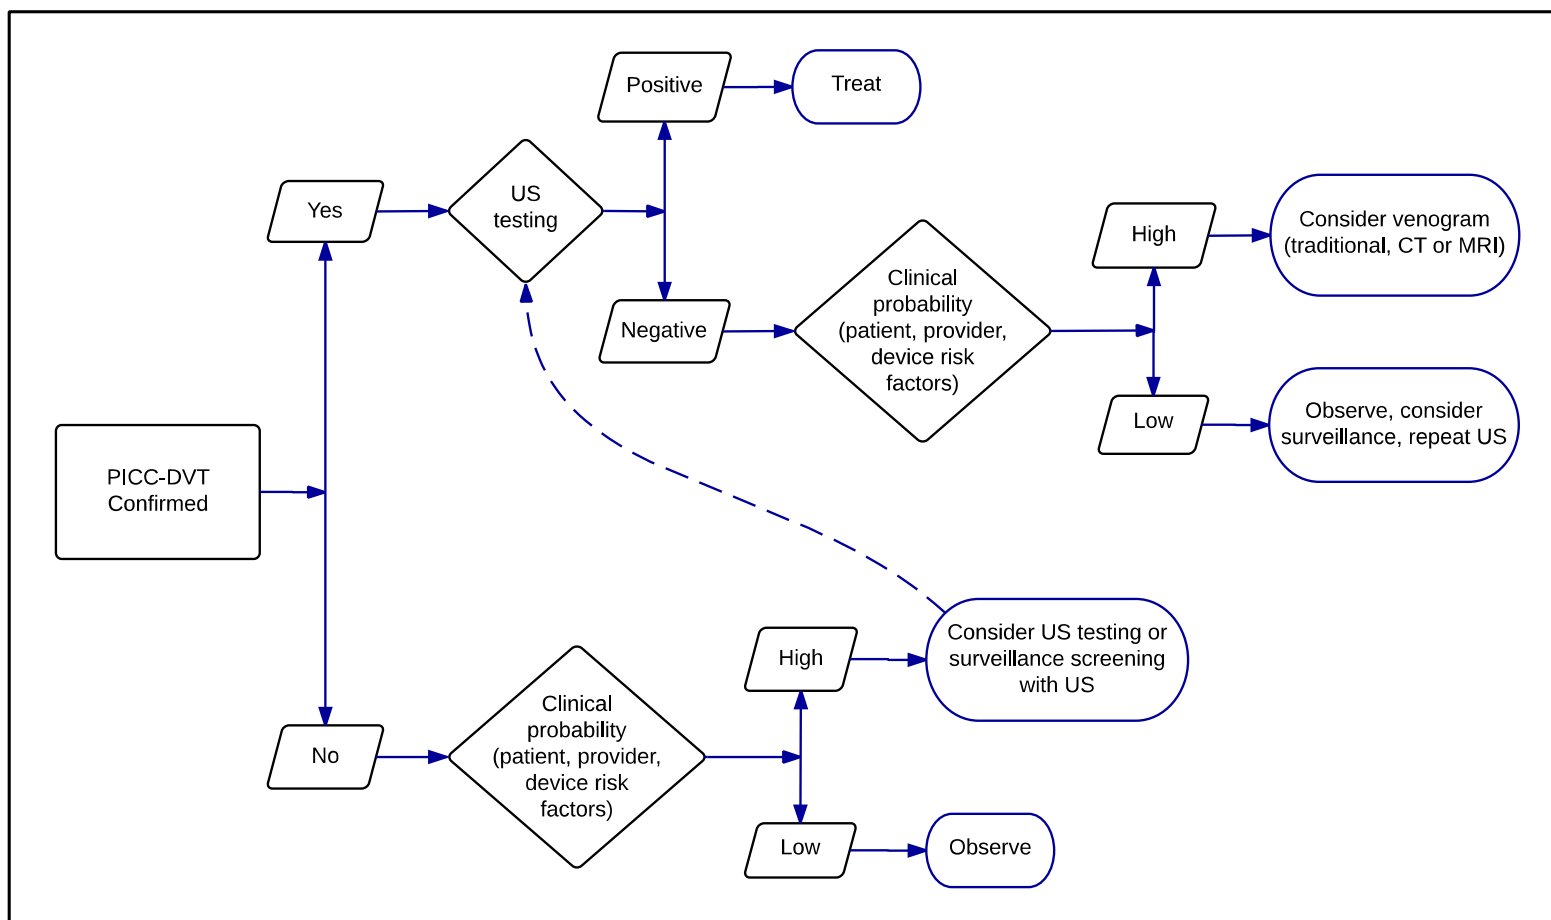 PICC-DVT
Confirmed
Yes
US
testing
Positive
Treat
Negative
Clinical
probability
(patient, provider,
device risk
factors)
High
Consider venogram
(traditional, CT or MRI)
Low
Observe, consider
surveillance, repeat US
No
Clinical
probability
(patient, provider,
device risk
factors)
High
Consider US testing or
surveillance screening
with US
Low
Observe